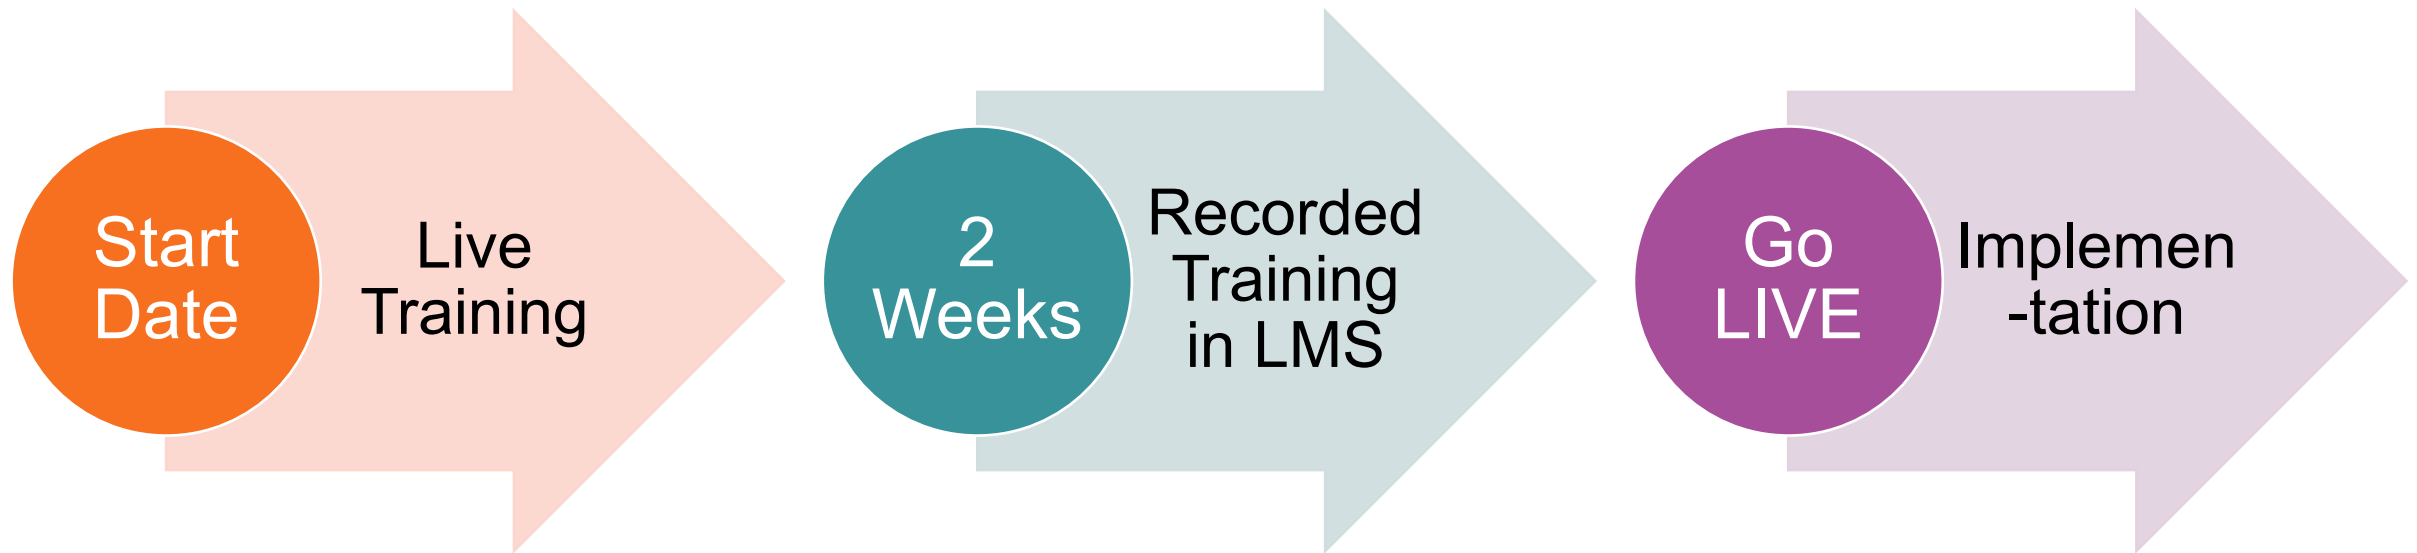 Start
Date
Live
Training
2
Weeks
Recorded
Training
in LMS
Go
LIVE
Implemen
-tation